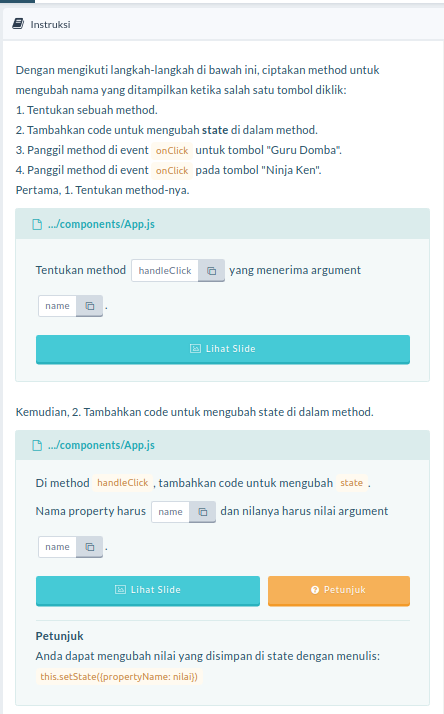 Instruksi
Dengan mengikuti langkah-langkah di bawah ini, ciptakan method untuk
mengubah nama yang ditampilkan ketika salah satu tombol diklik:
1. Tentukan sebuah method.
2. Tambahkan code untuk mengubah state di dalam method.
3. Panggil method di event onClick untuk tombol "Guru Domba".
4. Panggil method di event onClick pada tombol "Ninja Ken".
Pertama, 1. Tentukan method-nya.
.../components/App.js
Tentukan method handleClick yang menerima argument
name .
Lihat Slide
Kemudian, 2. Tambahkan code untuk mengubah state di dalam method.
.../components/App.js
Di method handleClick , tambahkan code untuk mengubah state .
Nama property harus name dan nilanya harus nilai argument
name .
Lihat Slide Petunjuk
Petunjuk
Anda dapat mengubah nilai yang disimpan di state dengan menulis:
this.setState({propertyName: nilai})